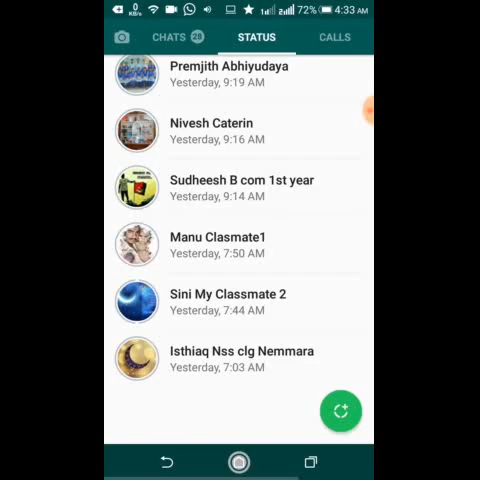 0 KB/s 72% 4:33 AM
CHATS 28 STATUS CALLS
Premjith Abhiyudaya
Yesterday, 9:19 AM
Nivesh Caterin
Yesterday, 9:16 AM
Sudheesh B com 1st year
Yesterday, 9:14 AM
Manu Clasmate1
Yesterday, 7:50 AM
Sini My Classmate 2
Yesterday, 7:44 AM
Isthiaq Nss clg Nemmara
Yesterday, 7:03 AM